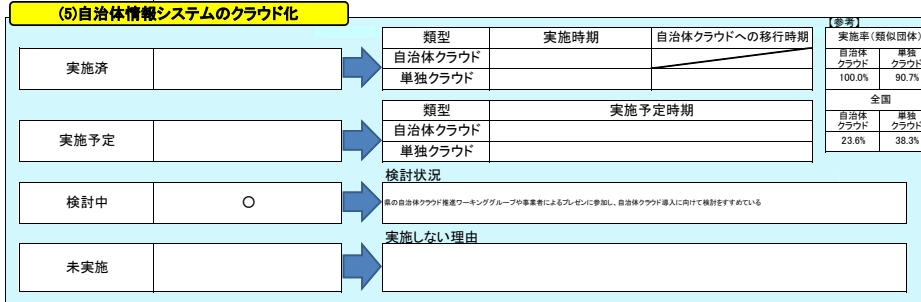 (5)自治体情報システムのクラウド化
【参考】
類型 実施時期 自治体クラウドへの移行時期
実施率(類似団体)
実施済
自治体クラウド
単独クラウド
自治体
クラウド
単独
クラウド
100.0% 90.7%
類型 実施予定時期
全国
実施予定
自治体クラウド
単独クラウド
自治体
クラウド
単独
クラウド
23.6% 38.3%
検討状況
検討中 〇
県の自治体クラウド推進ワーキンググループや事業者によるプレゼンに参加し、自治体クラウド導入に向けて検討をすすめている
実施しない理由
未実施